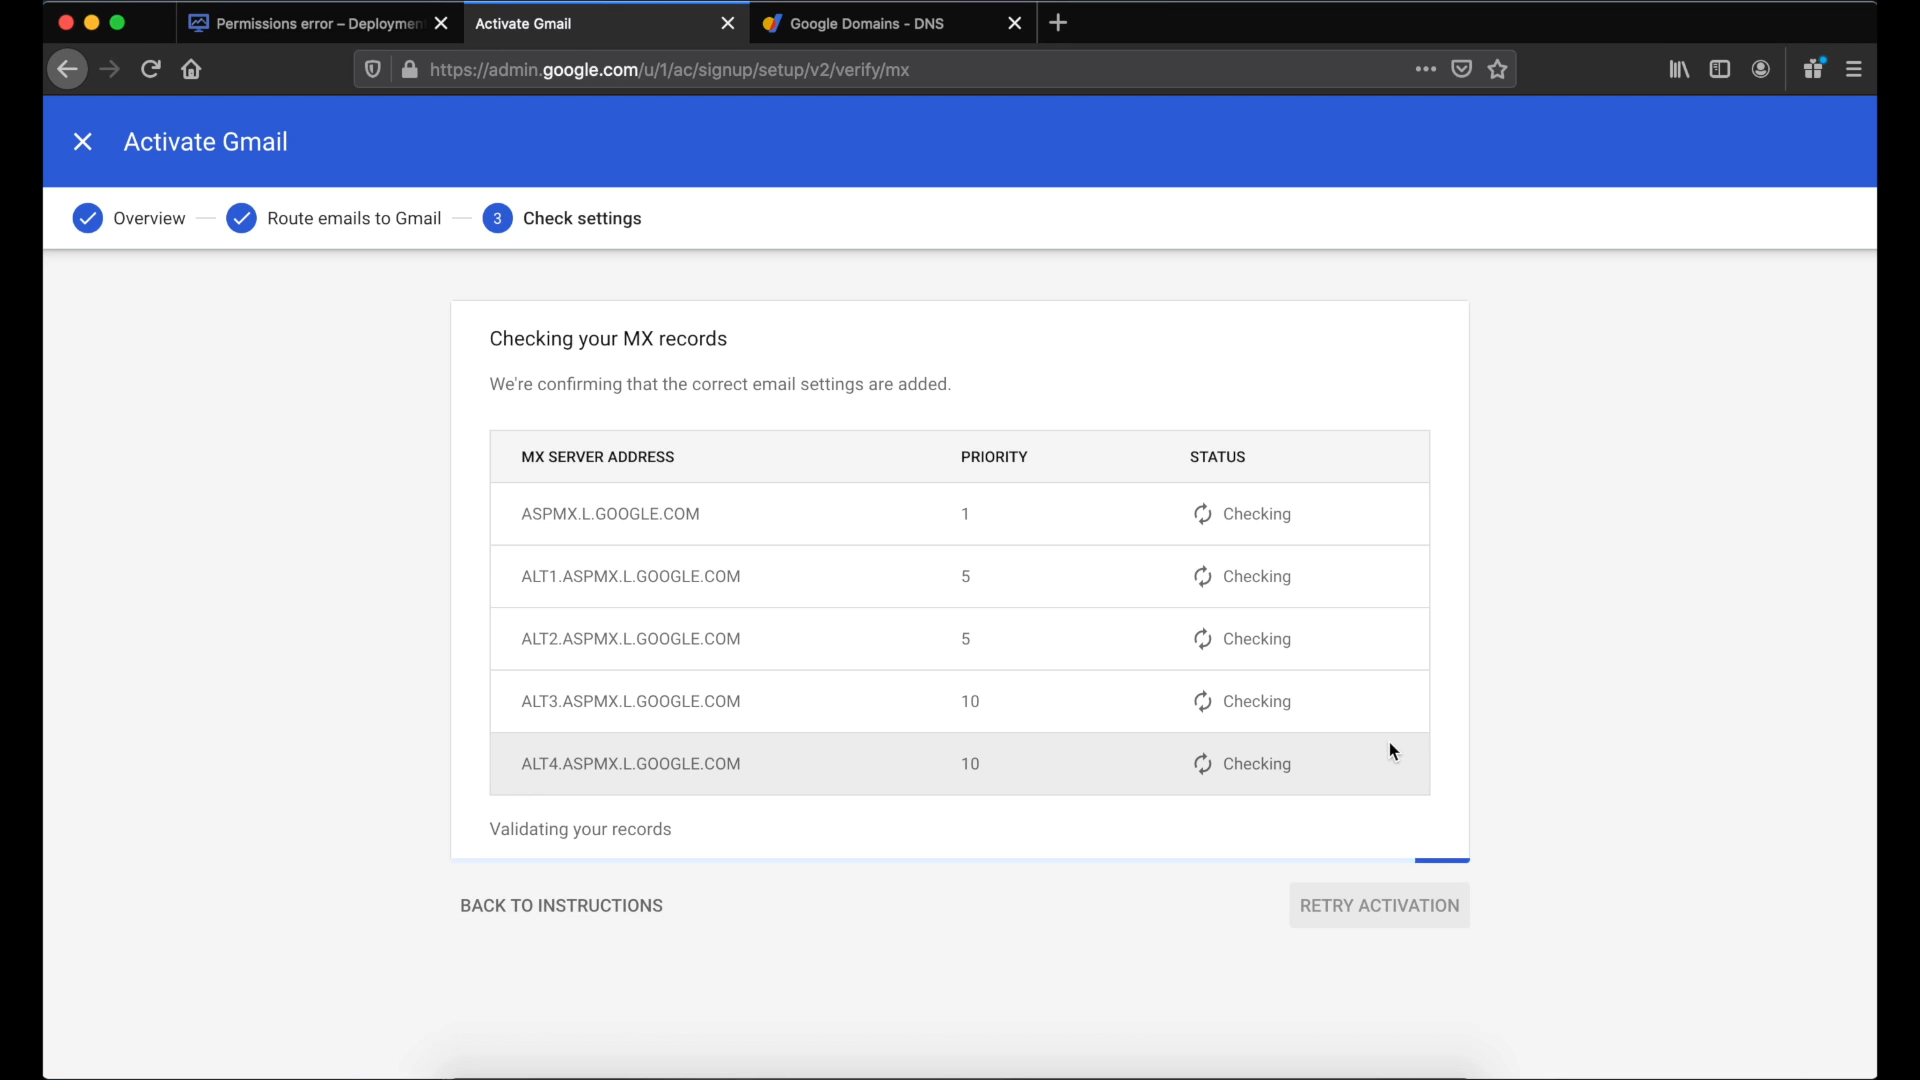 Permissions error – Deploymen
Activate Gmail
Google Domains - DNS
https://admin.google.com/u/1/ac/signup/setup/v2/verify/mx
Activate Gmail
Overview
Route emails to Gmail
3 Check settings
Checking your MX records
We're confirming that the correct email settings are added.
MX SERVER ADDRESS PRIORITY STATUS
ASPMX.L.GOOGLE.COM 1 Checking
ALT1.ASPMX.L.GOOGLE.COM 5 Checking
ALT2.ASPMX.L.GOOGLE.COM 5 Checking
ALT3.ASPMX.L.GOOGLE.COM 10 Checking
ALT4.ASPMX.L.GOOGLE.COM 10 Checking
Validating your records
BACK TO INSTRUCTIONS
RETRY ACTIVATION